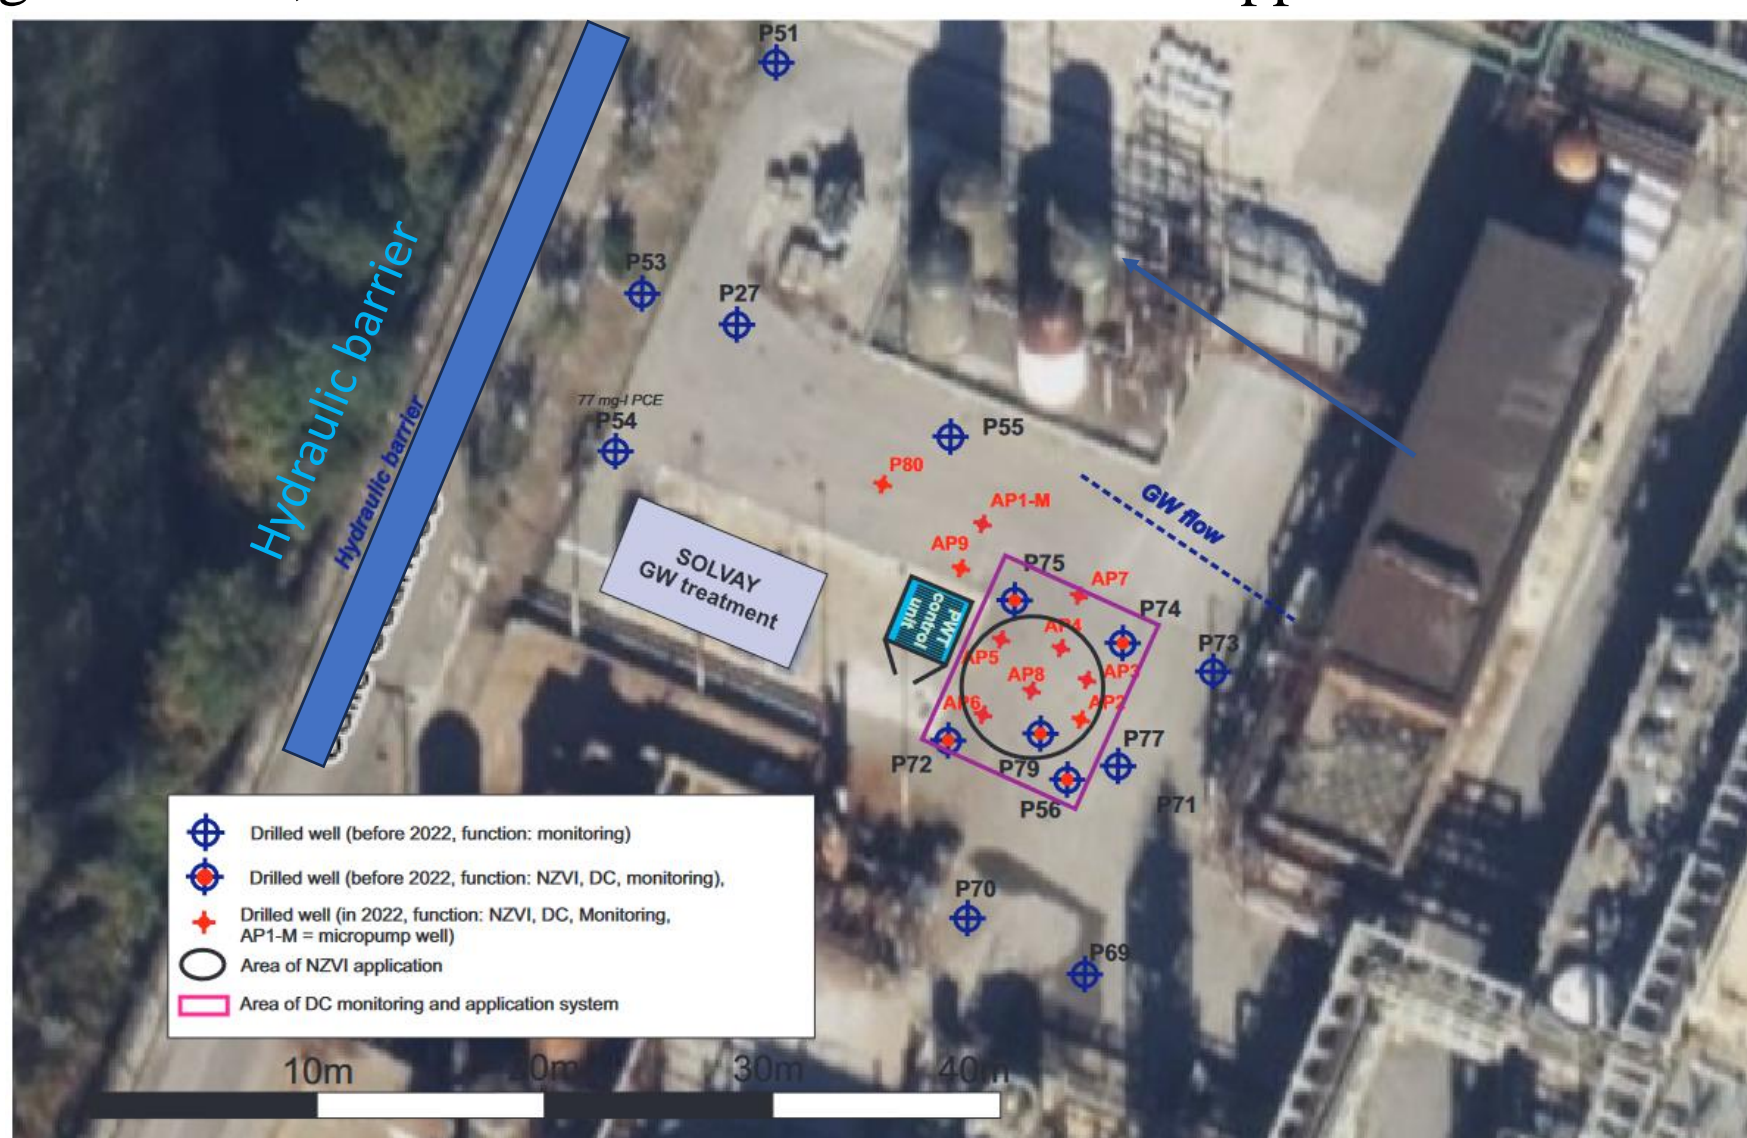 P51
P53
P27
77 mg-l PCE
P54
P55
P80
AP1-M
AP9
GW flow
Hydraulic barrier
Hydraulic barrier
SOLVAY
GW treatment
PWT
control
unit
P75
AP7
P74
AP4
P73
AP5
AP8
AP3
AP6
AP2
P72
P79
P77
P56
P71
P70
P69
Drilled well (before 2022, function: monitoring)
Drilled well (before 2022, function: NZVI, DC, monitoring),
Drilled well (in 2022, function: NZVI, DC, Monitoring,
AP1-M = micropump well)
Area of NZVI application
Area of DC monitoring and application system
10m
20m
30m
40m